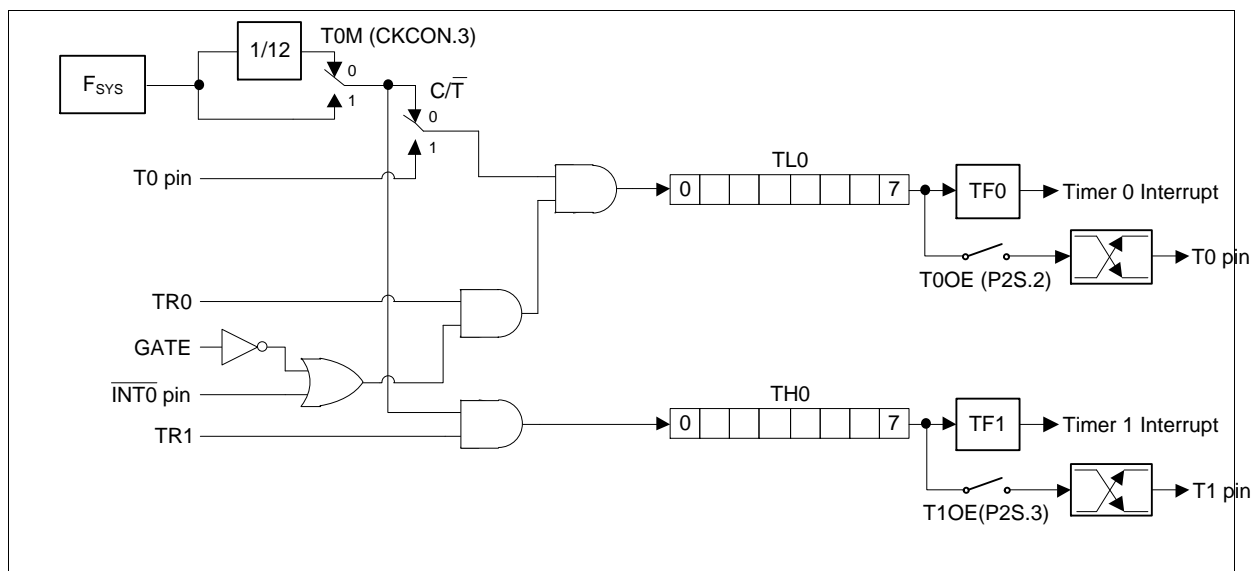 T0M (CKCON.3)
1/12
F_SYS
0
1
C/T̅
0
1
T0 pin
TL0
0 7
TF0
Timer 0 Interrupt
T0OE (P2S.2)
T0 pin
TR0
GATE
I̅N̅T̅0̅ pin
TR1
TH0
0 7
TF1
Timer 1 Interrupt
T1OE(P2S.3)
T1 pin